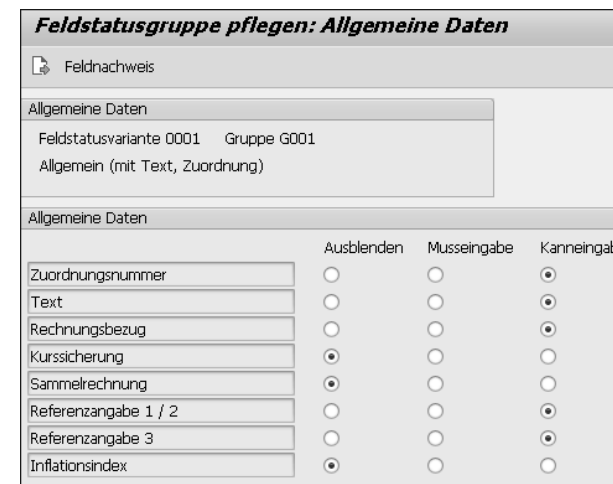 Feldstatusgruppe pflegen: Allgemeine Daten
Feldnachweis
Allgemeine Daten
Feldstatusvariante 0001 Gruppe G001
Allgemein (mit Text, Zuordnung)
Allgemeine Daten
Ausblenden Musseingabe Kanneingab
Zuordnungsnummer
Text
Rechnungsbezug
Kurssicherung
Sammelrechnung
Referenzangabe 1 / 2
Referenzangabe 3
Inflationsindex